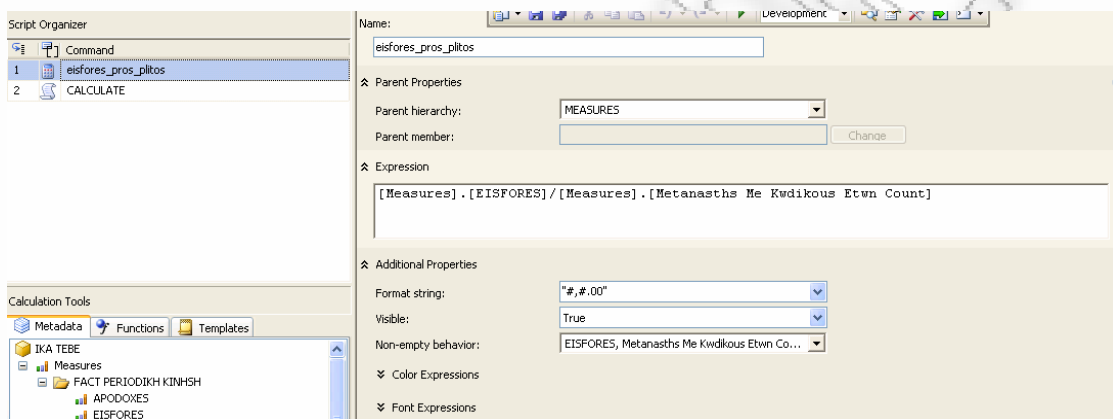 Script Organizer
Command
1 eisfores_pros_plitos
2 CALCULATE
Calculation Tools
Metadata Functions Templates
IKA TEBE
Measures
FACT PERIODIKH KINHSH
APODOXES
EISFORES
Development
Name:
eisfores_pros_plitos
Parent Properties
Parent hierarchy: MEASURES
Parent member: Change
Expression
[Measures].[EISFORES]/[Measures].[Metanasths Me Kwdikous Etwn Count]
Additional Properties
Format string: "#,#.00"
Visible: True
Non-empty behavior: EISFORES, Metanasths Me Kwdikous Etwn Co...
Color Expressions
Font Expressions